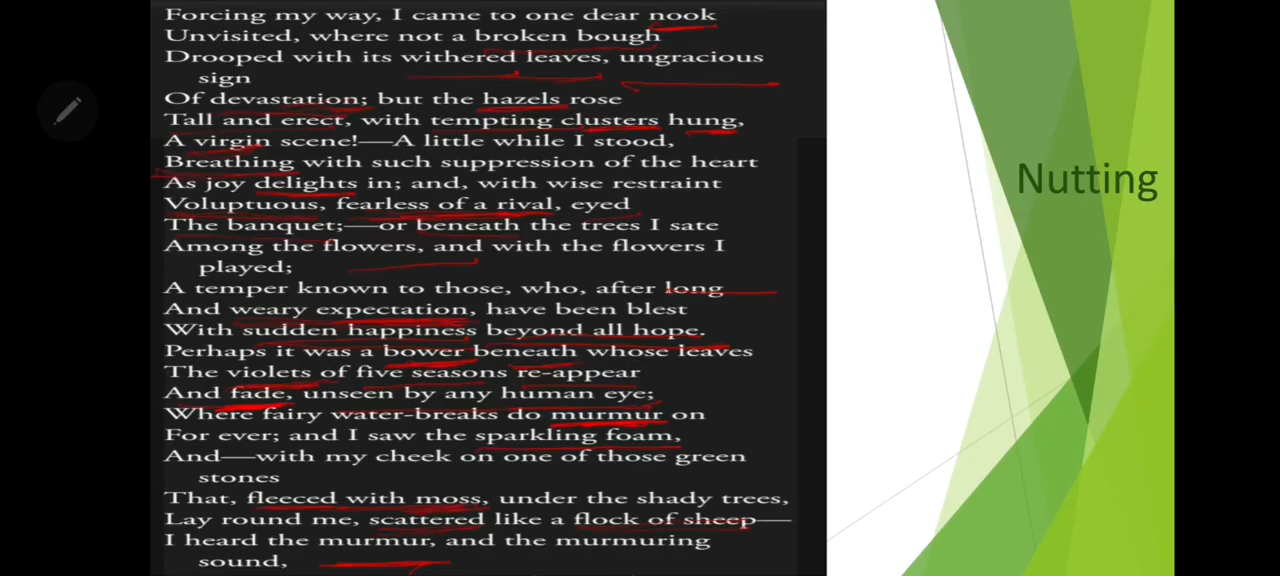 Forcing my way, I came to one dear nook
Unvisited, where not a broken bough
Drooped with its withered leaves, ungracious
sign
Of devastation; but the hazels rose
Tall and erect, with tempting clusters hung,
A virgin scene!—A little while I stood,
Breathing with such suppression of the heart
As joy delights in; and, with wise restraint
Voluptuous, fearless of a rival, eyed
The banquet;—or beneath the trees I sate
Among the flowers, and with the flowers I
played;
A temper known to those, who, after long
And weary expectation, have been blest
With sudden happiness beyond all hope.
Perhaps it was a bower beneath whose leaves
The violets of five seasons re-appear
And fade, unseen by any human eye;
Where fairy water-breaks do murmur on
For ever; and I saw the sparkling foam,
And—with my cheek on one of those green
stones
That, fleeced with moss, under the shady trees,
Lay round me, scattered like a flock of sheep—
I heard the murmur, and the murmuring
sound,
Nutting